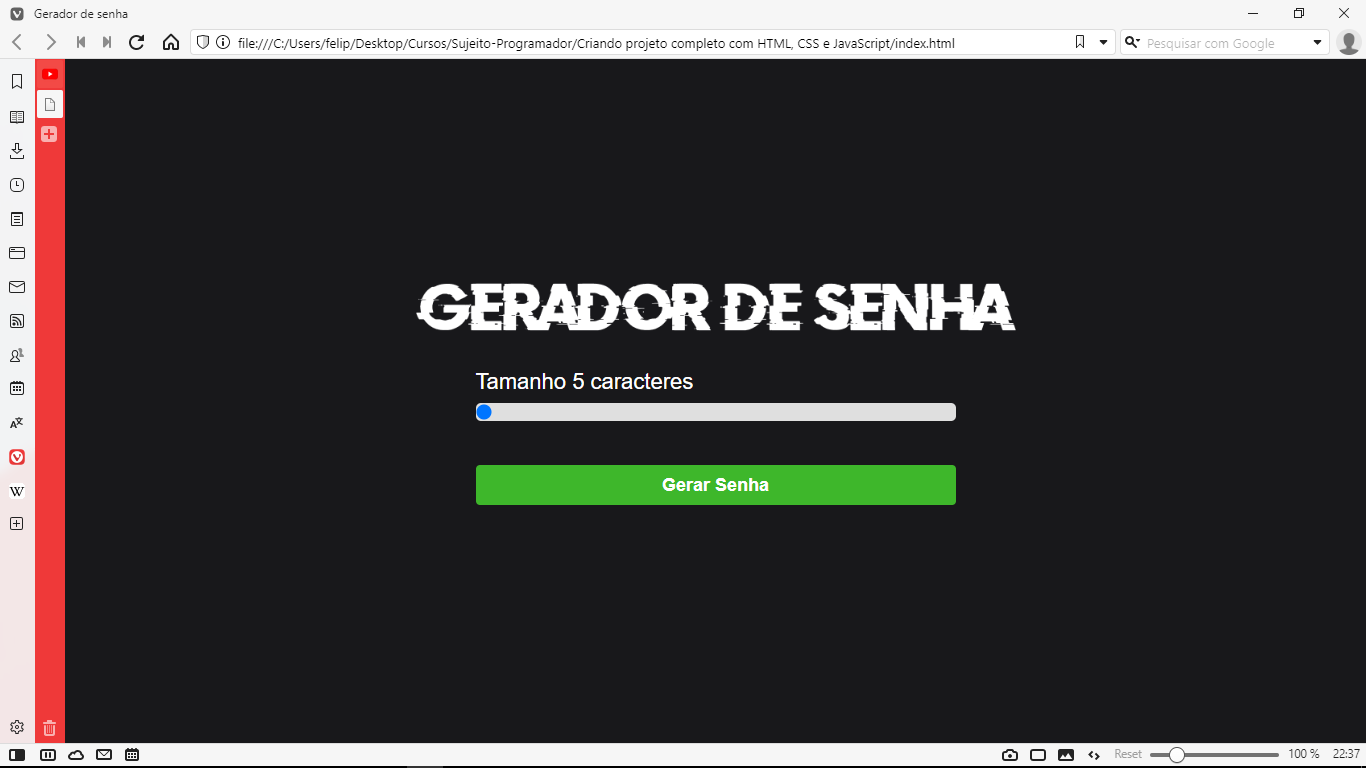 Gerador de senha
file:///C:/Users/felip/Desktop/Cursos/Sujeito-Programador/Criando projeto completo com HTML, CSS e JavaScript/index.html
Pesquisar com Google
GERADOR DE SENHA
Tamanho 5 caracteres
Gerar Senha
W
Reset
100 %
22:37